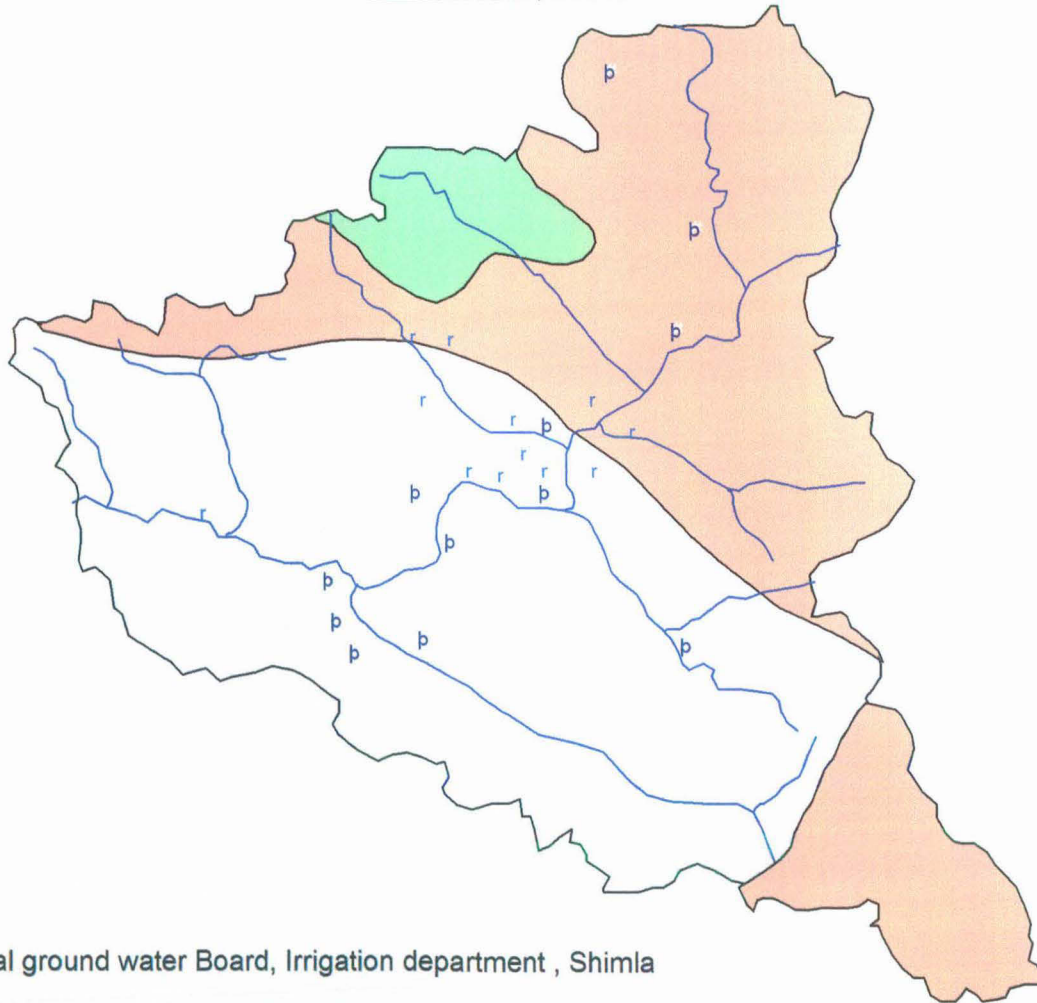 þ
þ
þ
r r
r
r
r þ r
r
r r r r
þ þ
r
þ
þ
þ
þ
þ
þ
al ground water Board, Irrigation department , Shimla